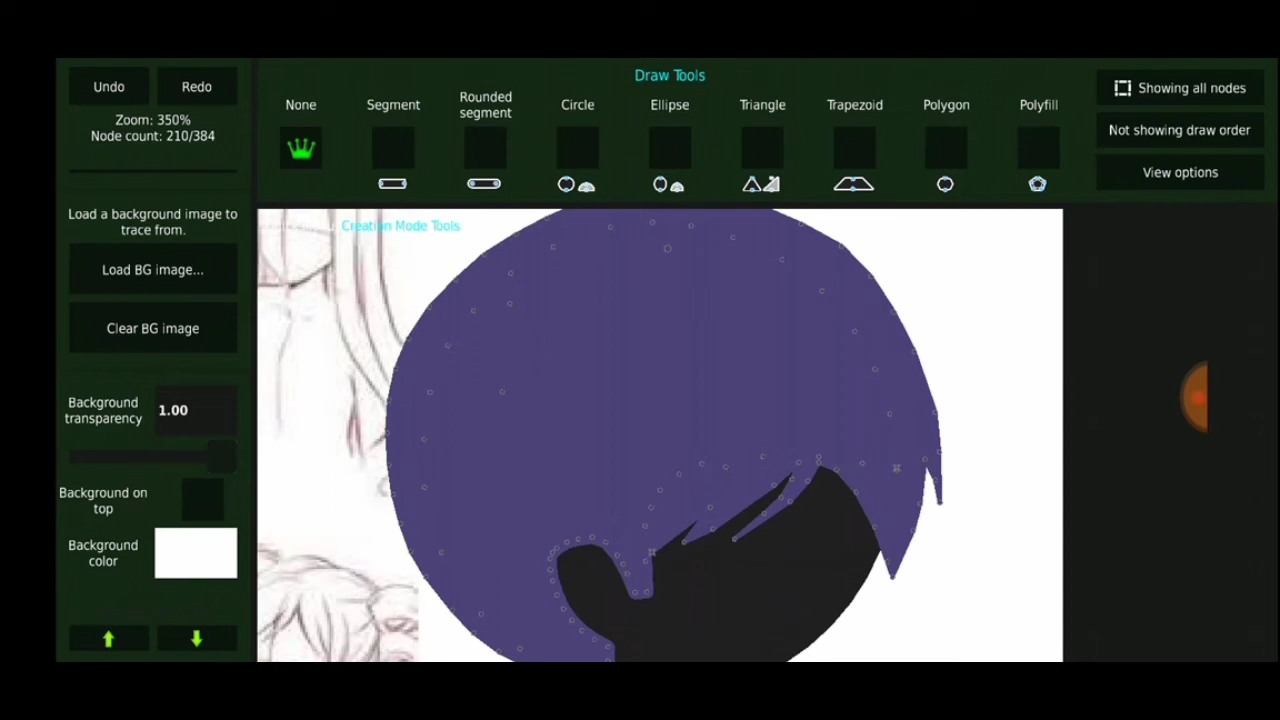 Undo
Redo
Zoom: 350%
Node count: 210/384
Load a background image to
trace from.
Load BG image...
Clear BG image
Background
transparency
1.00
Background on
top
Background
color
Draw Tools
None
Segment
Rounded
segment
Circle
Ellipse
Triangle
Trapezoid
Polygon
Polyfill
Showing all nodes
Not showing draw order
View options
Creation Mode Tools